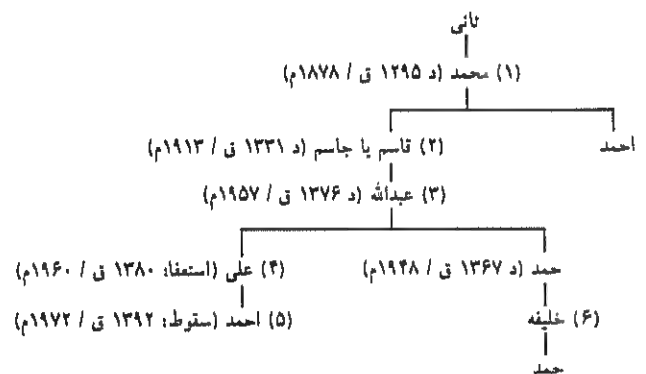 ثانی
(۱) محمد (د ۱۲۹۵ ق / ۱۸۷۸م)
احمد
(۲) قاسم یا جاسم (د ۱۳۳۱ ق / ۱۹۱۳م)
(۳) عبدالله (د ۱۳۷۶ ق / ۱۹۵۷م)
حمد (د ۱۳۶۷ ق / ۱۹۴۸م)
(۴) علی (استعفا: ۱۳۸۰ ق / ۱۹۶۰م)
(۶) خلیفه
(۵) احمد (سقوط: ۱۳۹۲ ق / ۱۹۷۲م)
حمد